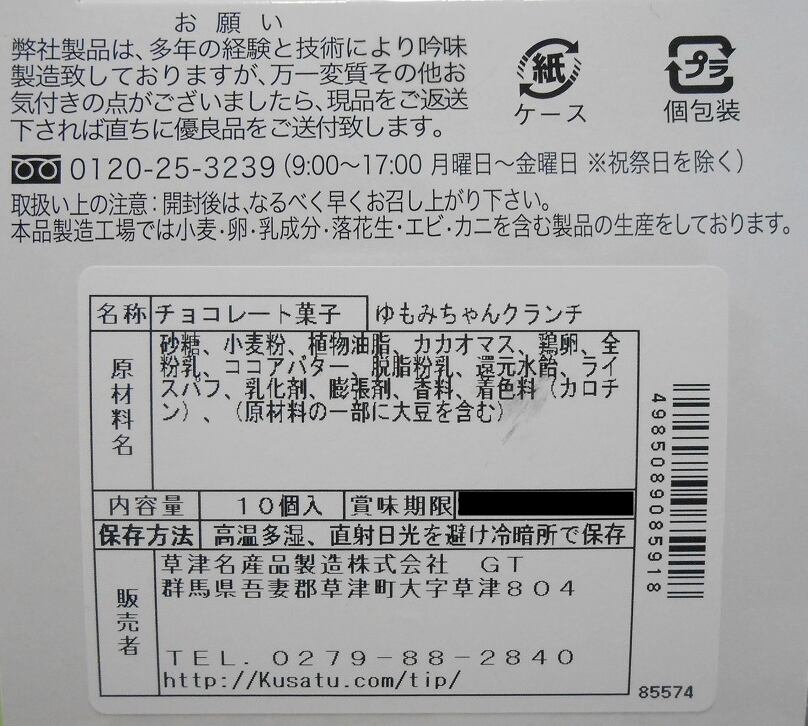 お願い
弊社製品は、多年の経験と技術により吟味
製造致しておりますが、万一変質その他お
気付きの点がございましたら、現品をご返送
下されば直ちに優良品をご送付致します。
紙
ケース
プラ
個包装
0120-25-3239(9:00〜17:00 月曜日〜金曜日 ※祝祭日を除く)
取扱い上の注意：開封後は、なるべく早くお召し上がり下さい。
本品製造工場では小麦・卵・乳成分・落花生・エビ・カニを含む製品の生産をしております。
名称 チョコレート菓子 ゆもみちゃんクランチ
原材料名
砂糖、小麦粉、植物油脂、カカオマス、鶏卵、全
粉乳、ココアバター、脱脂粉乳、還元水飴、ライ
スパフ、乳化剤、膨張剤、香料、着色料（カロチ
ン）、（原材料の一部に大豆を含む）
内容量 １０個入 賞味期限
保存方法 高温多湿、直射日光を避け冷暗所で保存
販売者
草津名産品製造株式会社 ＧＴ
群馬県吾妻郡草津町大字草津８０４
ＴＥＬ．０２７９－８８－２８４０
http://Kusatu.com/tip/
4985089085918
85574